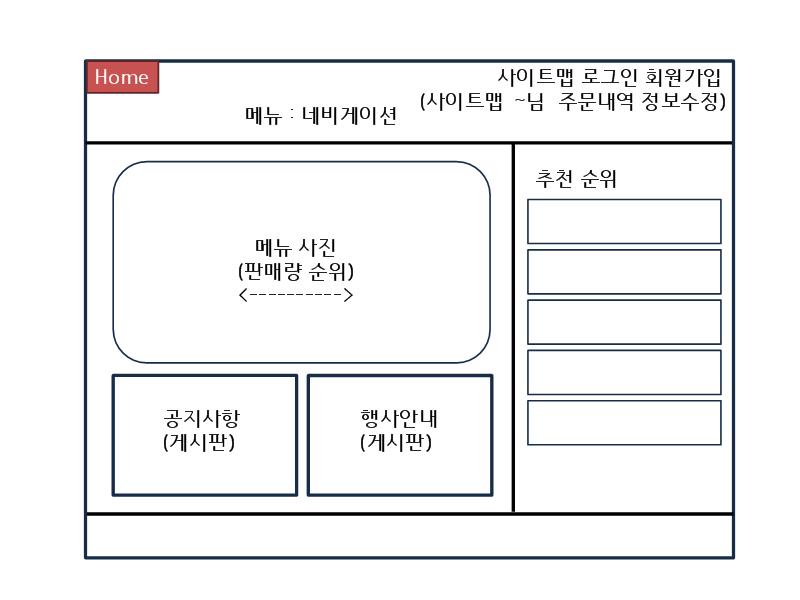 Home
사이트맵 로그인 회원가입
(사이트맵 ~님 주문내역 정보수정)
메뉴 : 네비게이션
추천 순위
메뉴 사진
(판매량 순위)
<---------->
공지사항
(게시판)
행사안내
(게시판)